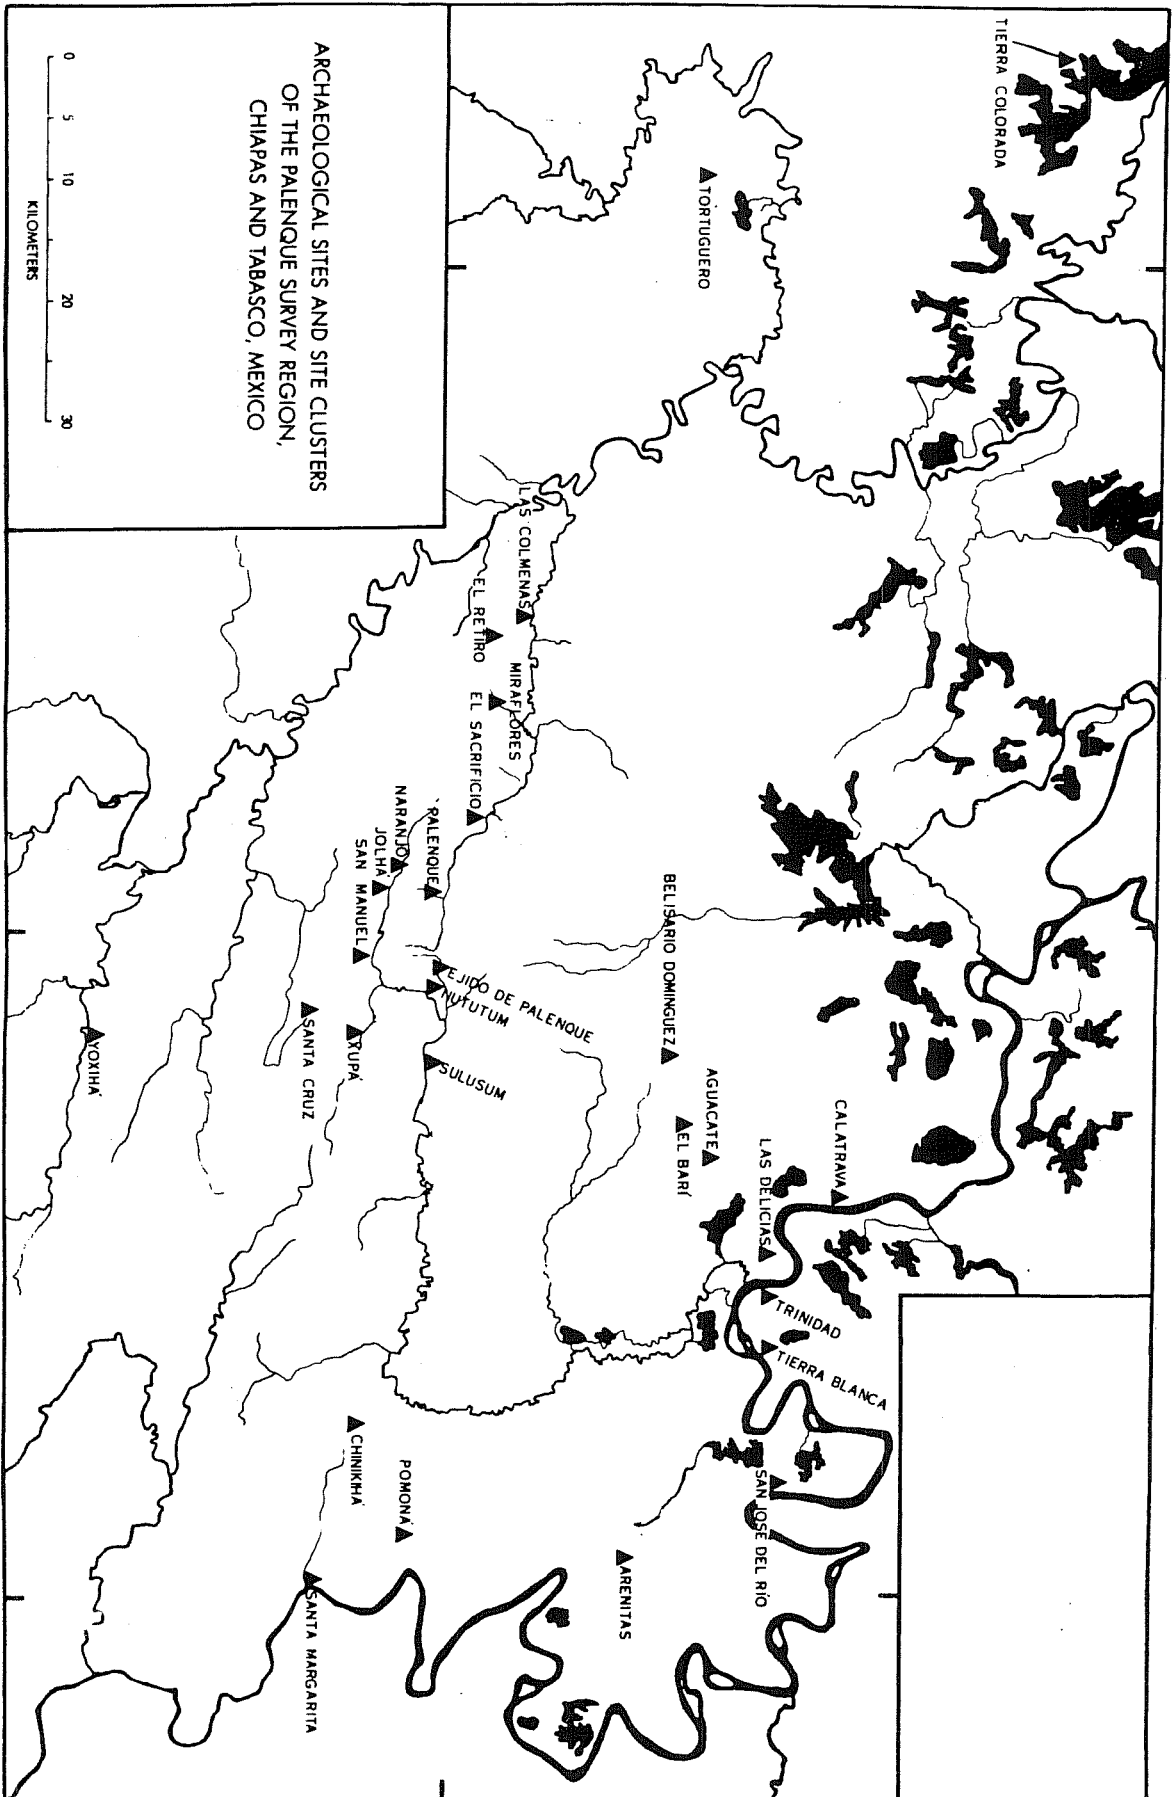 TIERRA COLORADA
TORTUGUERO
CALATRAVA
LAS DELICIAS
TRINIDAD
TIERRA BLANCA
SAN JOSE DEL RÍO
AGUACATE
EL BARÍ
BELISARIO DOMINGUEZ
ARENITAS
LAS COLMENAS
MIRAFLORES
EL RETIRO
EL SACRIFICIO
PALENQUE
NARANJO
JOLHÁ
SAN MANUEL
EJIDO DE PALENQUE
NUTUTUM
SULUSUM
XUPÁ
SANTA CRUZ
POMONÁ
CHINIKIHÁ
SANTA MARGARITA
YOXIHÁ
ARCHAEOLOGICAL SITES AND SITE CLUSTERS
OF THE PALENQUE SURVEY REGION,
CHIAPAS AND TABASCO, MEXICO
0 5 10 20 30
KILOMETERS